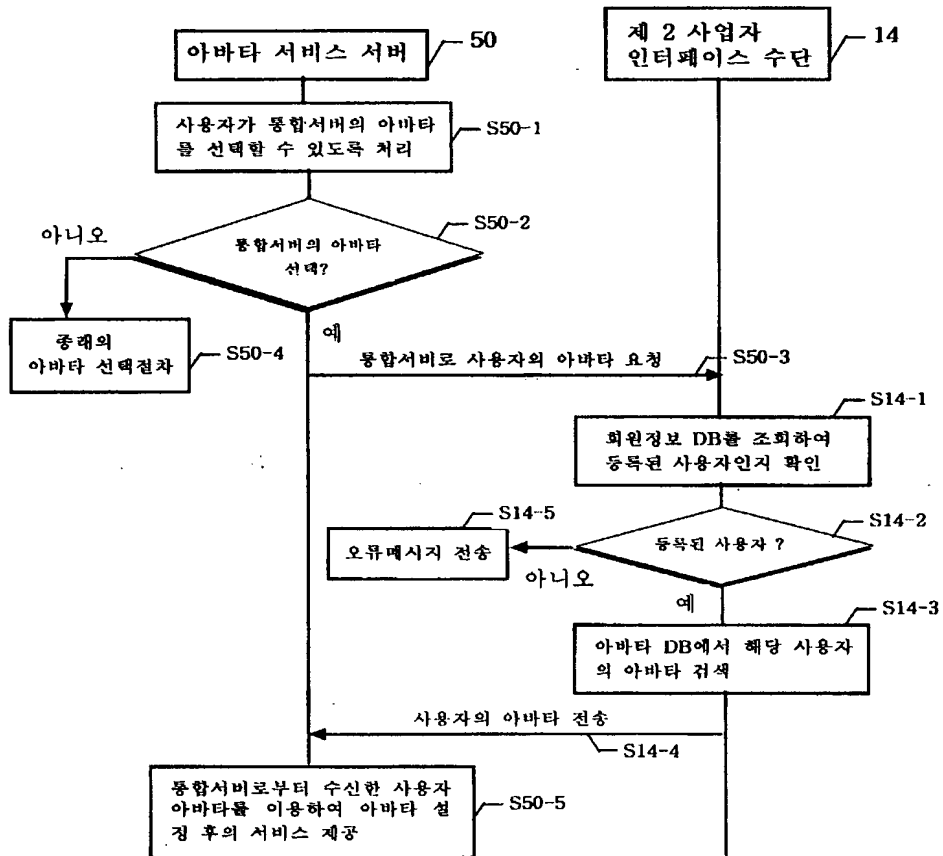 아바타 서비스 서버
50
제 2 사업자
인터페이스 수단
14
사용자가 통합서버의 아바타
를 선택할 수 있도록 처리
S50-1
통합서버의 아바타
선택?
S50-2
아니오
종래의
아바타 선택절차
S50-4
예
통합서버로 사용자의 아바타 요청
S50-3
회원정보 DB를 조회하여
등록된 사용자인지 확인
S14-1
등록된 사용자 ?
S14-2
아니오
오류메시지 전송
S14-5
예
아바타 DB에서 해당 사용자
의 아바타 검색
S14-3
사용자의 아바타 전송
S14-4
통합서버로부터 수신한 사용자
아바타를 이용하여 아바타 설
정 후의 서비스 제공
S50-5